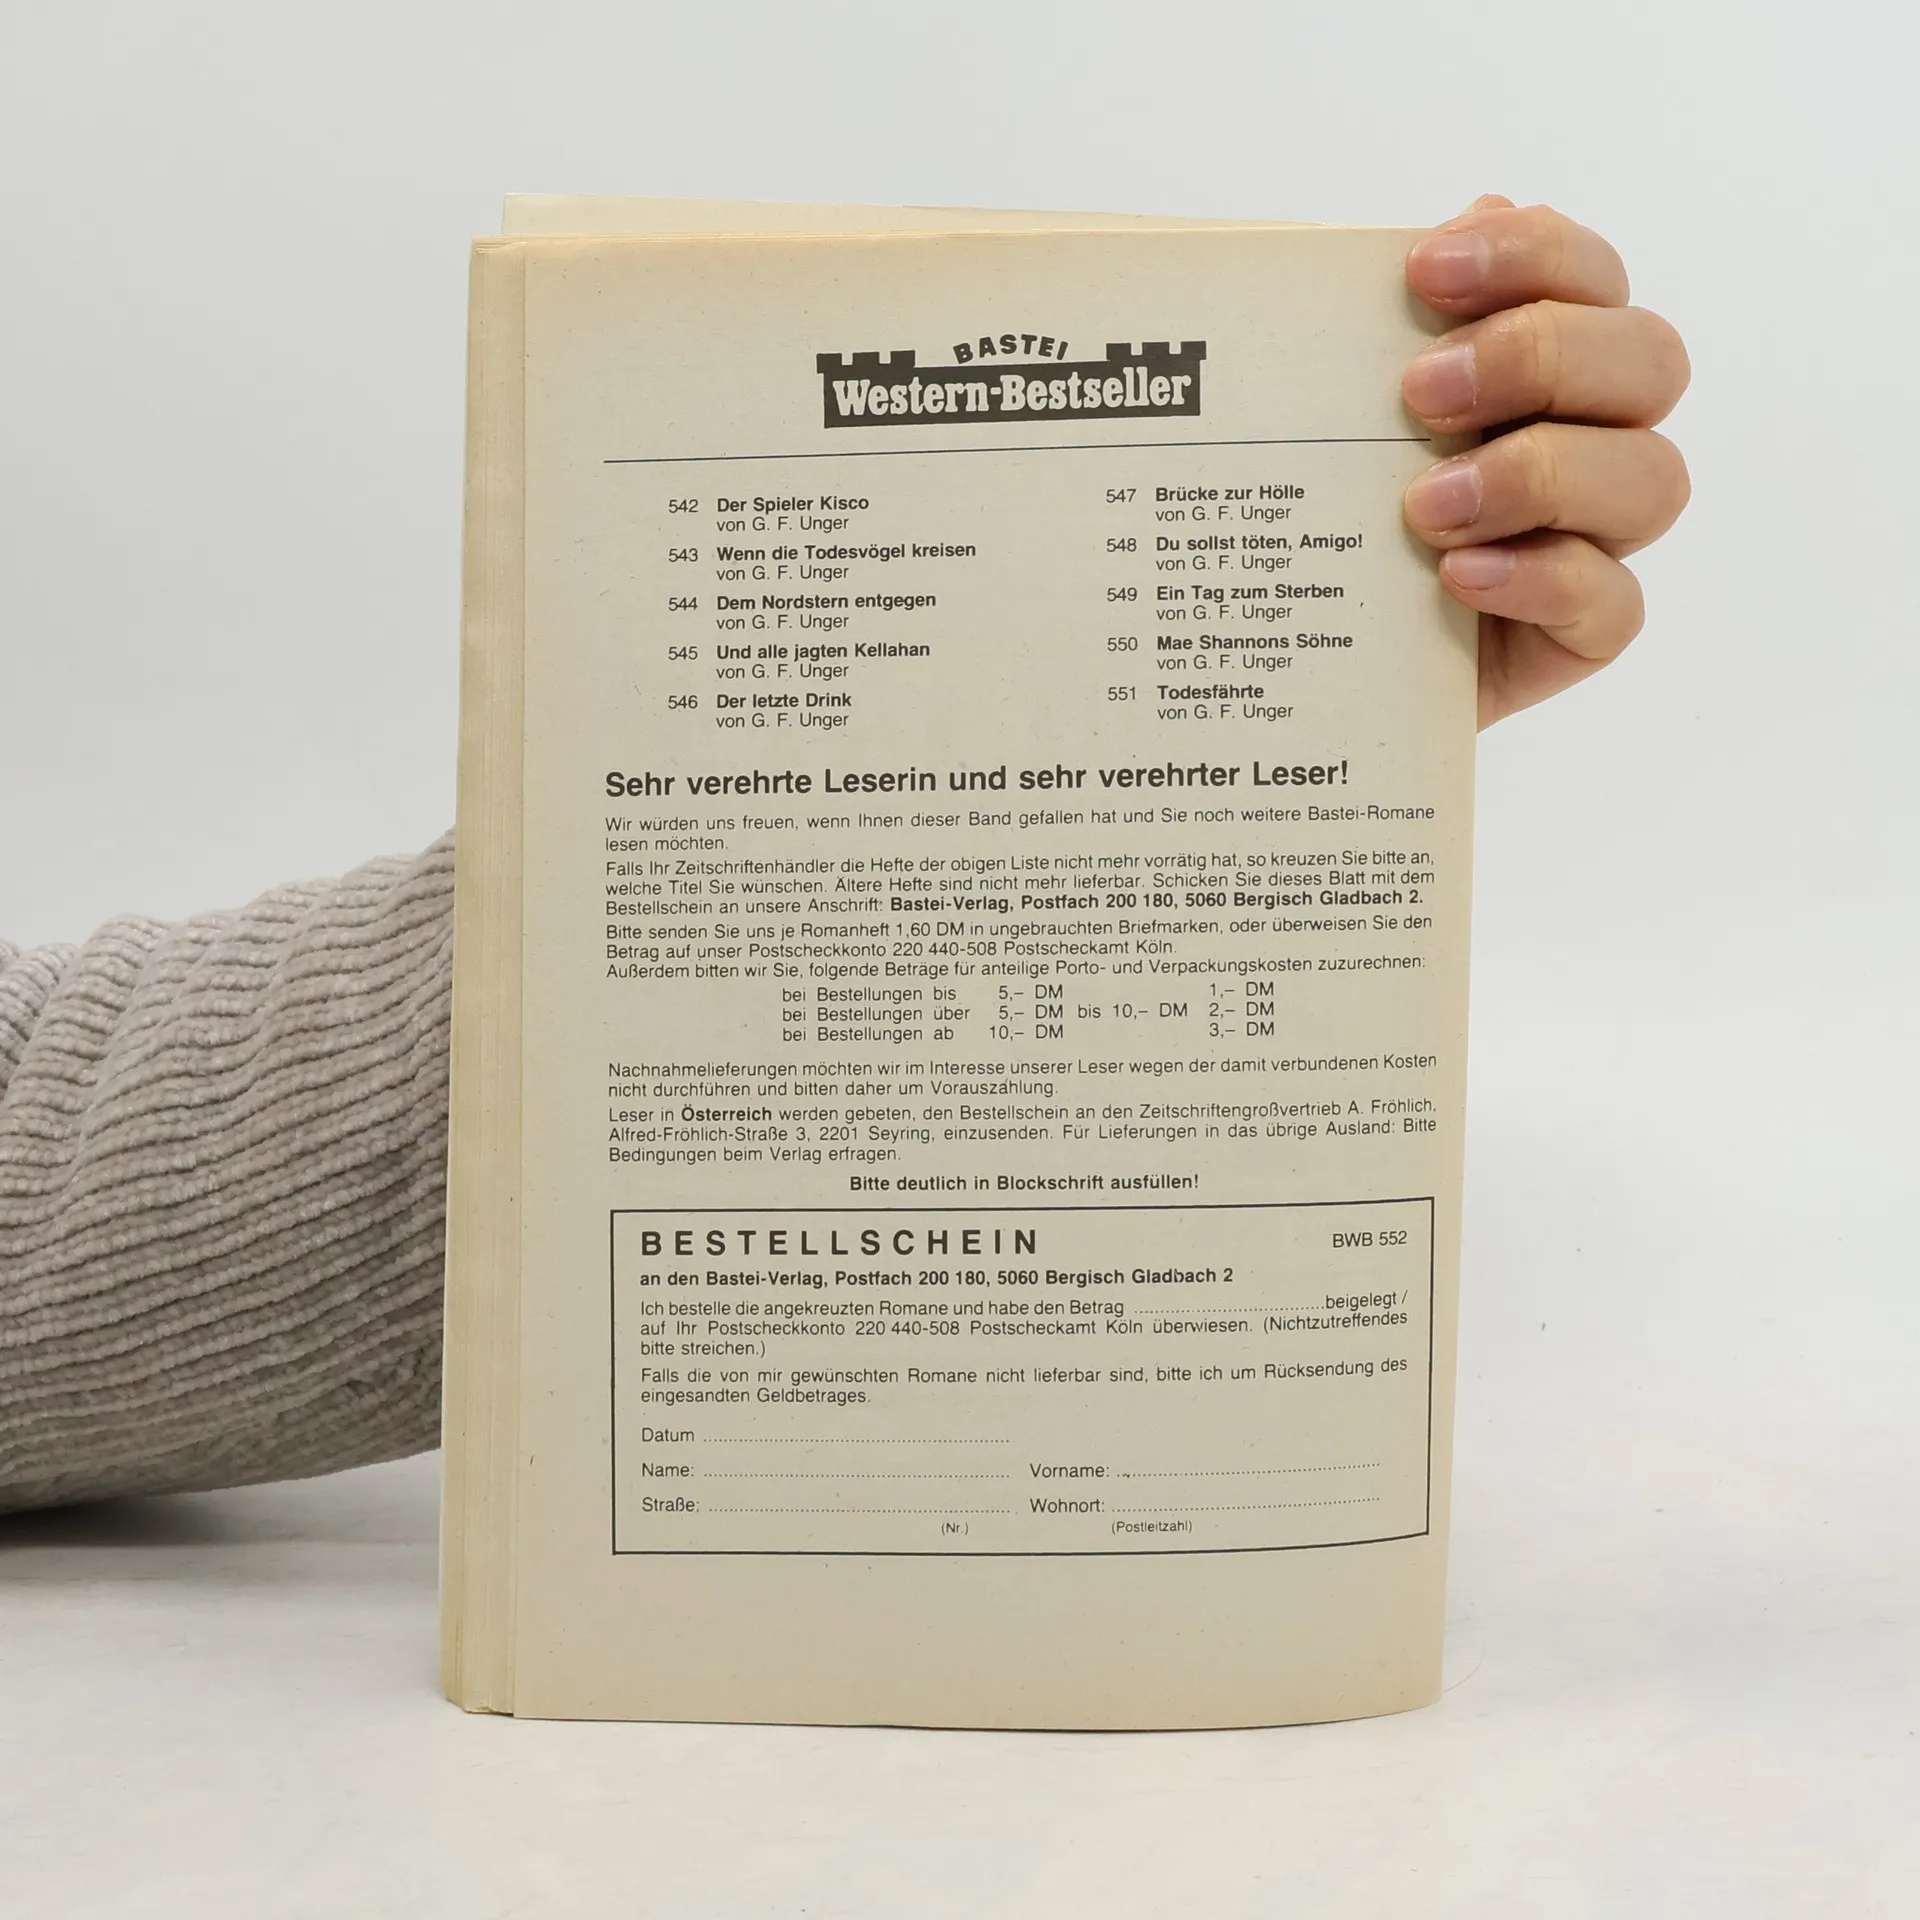 BASTEI
Western-Bestseller
542 Der Spieler Kisco
von G. F. Unger
543 Wenn die Todesvögel kreisen
von G. F. Unger
544 Dem Nordstern entgegen
von G. F. Unger
545 Und alle jagten Kellahan
von G. F. Unger
546 Der letzte Drink
von G. F. Unger
547 Brücke zur Hölle
von G. F. Unger
548 Du sollst töten, Amigo!
von G. F. Unger
549 Ein Tag zum Sterben
von G. F. Unger
550 Mae Shannons Söhne
von G. F. Unger
551 Todesfährte
von G. F. Unger
Sehr verehrte Leserin und sehr verehrter Leser!
Wir würden uns freuen, wenn Ihnen dieser Band gefallen hat und Sie noch weitere Bastei-Romane
lesen möchten.
Falls Ihr Zeitschriftenhändler die Hefte der obigen Liste nicht mehr vorrätig hat, so kreuzen Sie bitte an,
welche Titel Sie wünschen. Ältere Hefte sind nicht mehr lieferbar. Schicken Sie dieses Blatt mit dem
Bestellschein an unsere Anschrift: Bastei-Verlag, Postfach 200 180, 5060 Bergisch Gladbach 2.
Bitte senden Sie uns je Romanheft 1,60 DM in ungebrauchten Briefmarken, oder überweisen Sie den
Betrag auf unser Postscheckkonto 220 440-508 Postscheckamt Köln.
Außerdem bitten wir Sie, folgende Beträge für anteilige Porto- und Verpackungskosten zuzurechnen:
bei Bestellungen bis 5,– DM 1,– DM
bei Bestellungen über 5,– DM bis 10,– DM 2,– DM
bei Bestellungen ab 10,– DM 3,– DM
Nachnahmelieferungen möchten wir im Interesse unserer Leser wegen der damit verbundenen Kosten
nicht durchführen und bitten daher um Vorauszahlung.
Leser in Österreich werden gebeten, den Bestellschein an den Zeitschriftengroßvertrieb A. Fröhlich,
Alfred-Fröhlich-Straße 3, 2201 Seyring, einzusenden. Für Lieferungen in das übrige Ausland: Bitte
Bedingungen beim Verlag erfragen.
Bitte deutlich in Blockschrift ausfüllen!
BESTELLSCHEIN BWB 552
an den Bastei-Verlag, Postfach 200 180, 5060 Bergisch Gladbach 2
Ich bestelle die angekreuzten Romane und habe den Betrag ........................ beigelegt /
auf Ihr Postscheckkonto 220 440-508 Postscheckamt Köln überwiesen. (Nichtzutreffendes
bitte streichen.)
Falls die von mir gewünschten Romane nicht lieferbar sind, bitte ich um Rücksendung des
eingesandten Geldbetrages.
Datum ........................
Name: ........................ Vorname: ........................
Straße: ........................ Wohnort: ........................
(Nr.) (Postleitzahl)